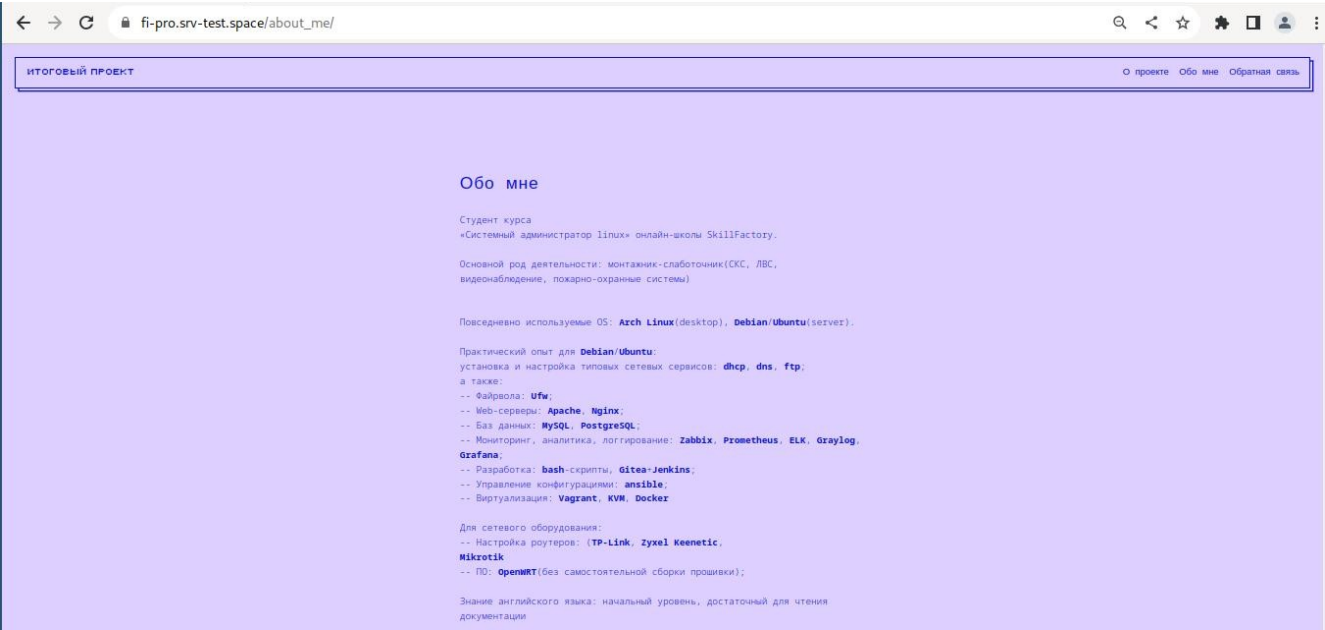 fi-pro.srv-test.space/about_me/
ИТОГОВЫЙ ПРОЕКТ
О проекте Обо мне Обратная связь
Обо мне
Студент курса
«Системный администратор linux» онлайн-школы SkillFactory.
Основной род деятельности: монтажник-слаботочник(СКС, ЛВС,
видеонаблюдение, пожарно-охранные системы)
Повседневно используемые OS: Arch Linux(desktop), Debian/Ubuntu(server).
Практический опыт для Debian/Ubuntu:
установка и настройка типовых сетевых сервисов: dhcp, dns, ftp;
а также:
-- Файрвола: Ufw;
-- Web-серверы: Apache, Nginx;
-- Баз данных: MySQL, PostgreSQL;
-- Мониторинг, аналитика, логгирование: Zabbix, Prometheus, ELK, Graylog,
Grafana;
-- Разработка: bash-скрипты, Gitea+Jenkins;
-- Управление конфигурациями: ansible;
-- Виртуализация: Vagrant, KVM, Docker
Для сетевого оборудования:
-- Настройка роутеров: (TP-Link, Zyxel Keenetic,
Mikrotik
-- ПО: OpenWRT(без самостоятельной сборки прошивки);
Знание английского языка: начальный уровень, достаточный для чтения
документации